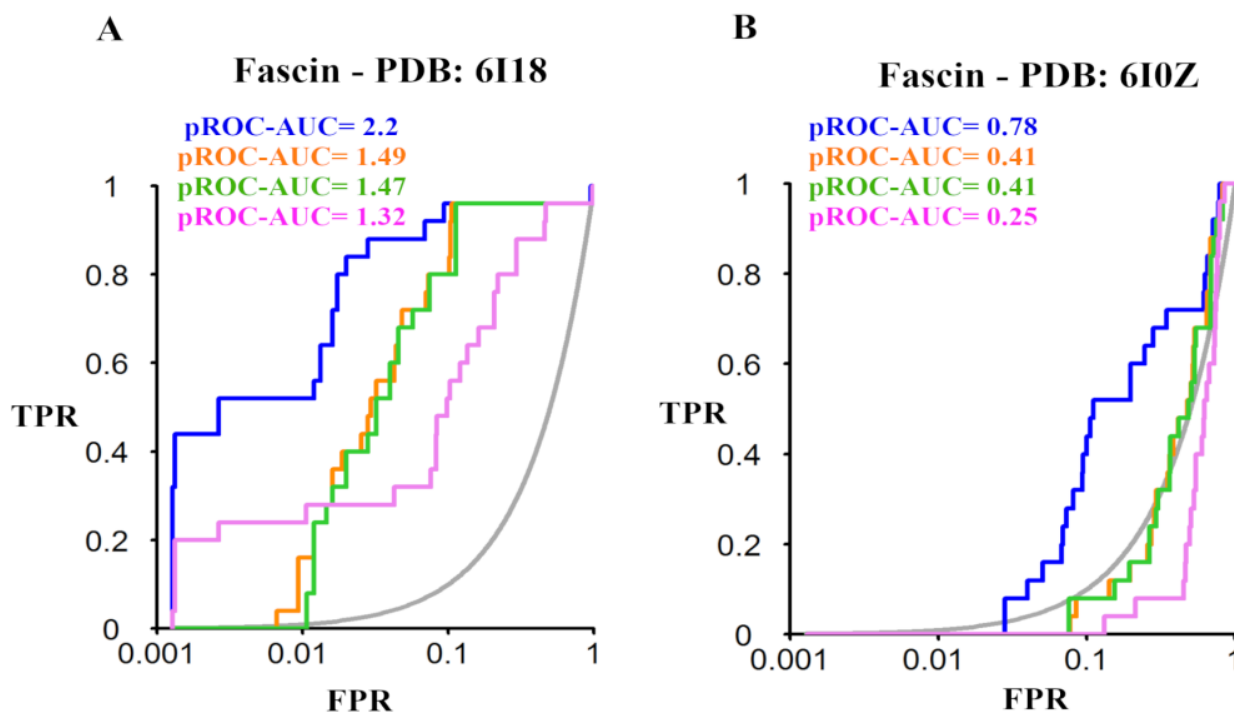 A
Fascin - PDB: 6I18
pROC-AUC= 2.2
pROC-AUC= 1.49
pROC-AUC= 1.47
pROC-AUC= 1.32
1
0.8
0.6
0.4
0.2
0
TPR
0.001
0.01
0.1
1
FPR
B
Fascin - PDB: 6I0Z
pROC-AUC= 0.78
pROC-AUC= 0.41
pROC-AUC= 0.41
pROC-AUC= 0.25
1
0.8
0.6
0.4
0.2
0
TPR
0.001
0.01
0.1
1
FPR